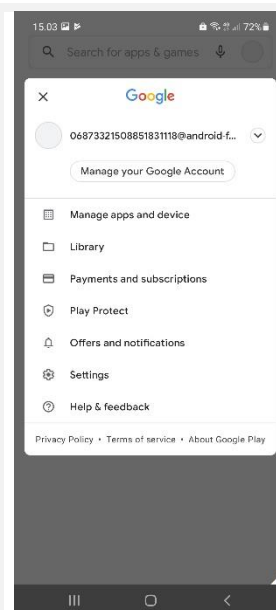 15.03 72%
Search for apps & games
Google
06873321508851831118@android-f...
Manage your Google Account
Manage apps and device
Library
Payments and subscriptions
Play Protect
Offers and notifications
Settings
Help & feedback
Privacy Policy • Terms of service • About Google Play